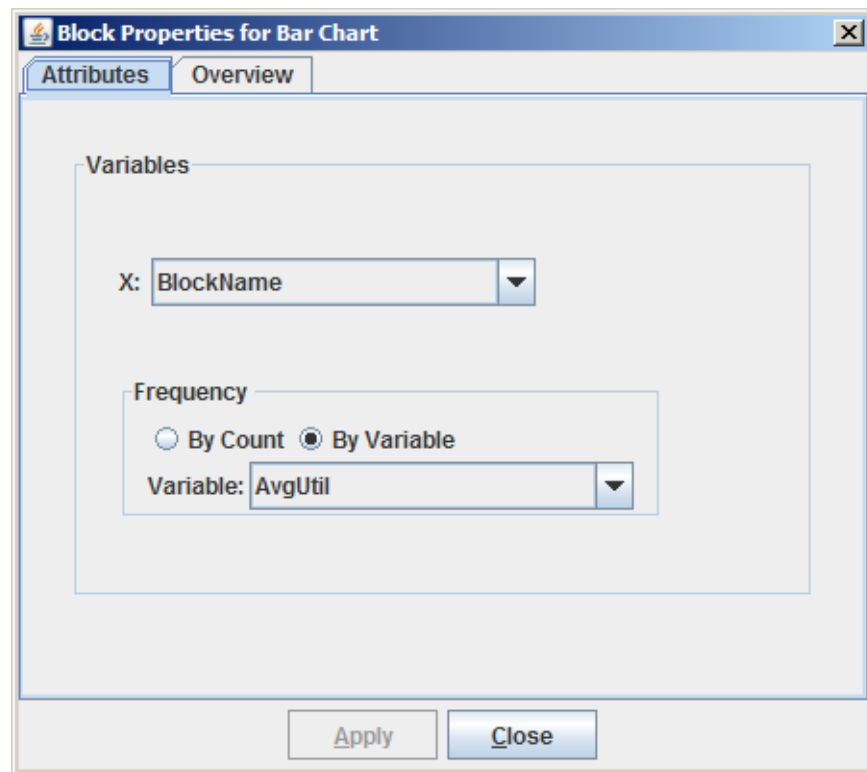 Block Properties for Bar Chart
Attributes Overview
Variables
X: BlockName
Frequency
By Count By Variable
Variable: AvgUtil
Apply Close